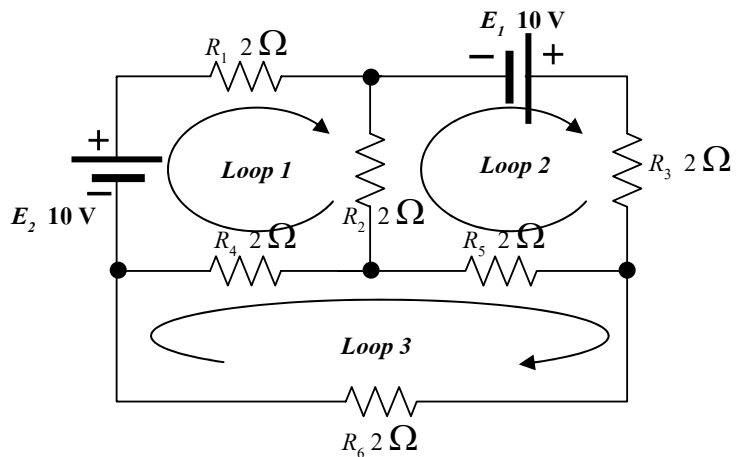 E1 10 V
R1 2 Ω
− +
+
Loop 1
Loop 2
R3 2 Ω
−
E2 10 V
R2 2 Ω
R4 2 Ω
R5 2 Ω
Loop 3
R6 2 Ω